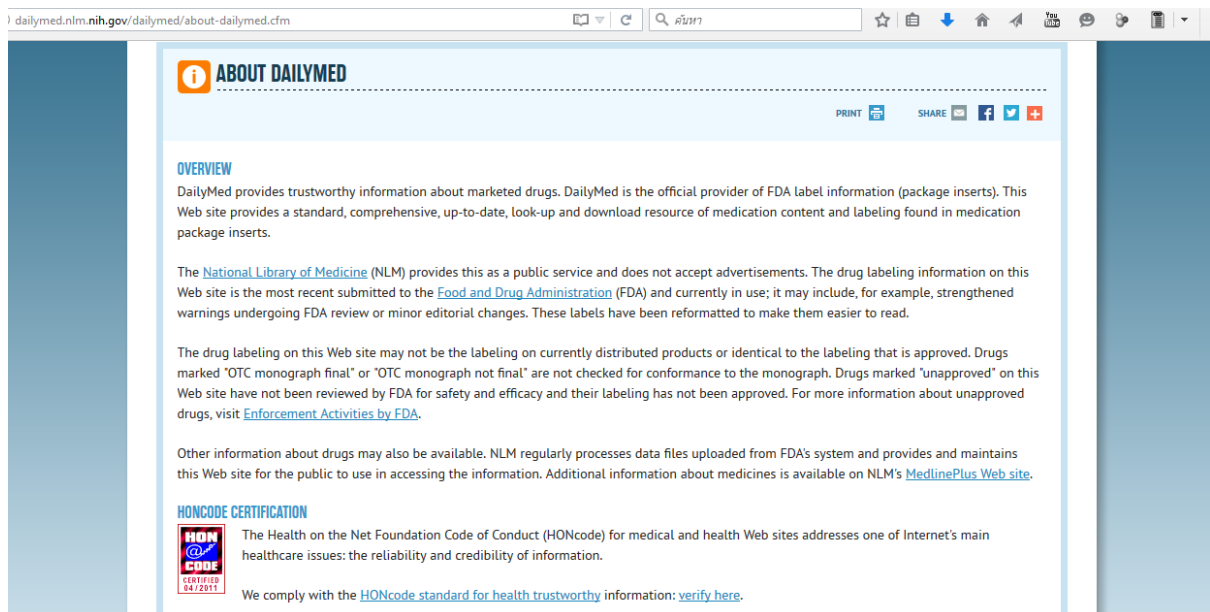 dailymed.nlm.nih.gov/dailymed/about-dailymed.cfm
ค้นหา
You
Tube
i
ABOUT DAILYMED
PRINT
SHARE
OVERVIEW
DailyMed provides trustworthy information about marketed drugs. DailyMed is the official provider of FDA label information (package inserts). This
Web site provides a standard, comprehensive, up-to-date, look-up and download resource of medication content and labeling found in medication
package inserts.
The National Library of Medicine (NLM) provides this as a public service and does not accept advertisements. The drug labeling information on this
Web site is the most recent submitted to the Food and Drug Administration (FDA) and currently in use; it may include, for example, strengthened
warnings undergoing FDA review or minor editorial changes. These labels have been reformatted to make them easier to read.
The drug labeling on this Web site may not be the labeling on currently distributed products or identical to the labeling that is approved. Drugs
marked "OTC monograph final" or "OTC monograph not final" are not checked for conformance to the monograph. Drugs marked "unapproved" on this
Web site have not been reviewed by FDA for safety and efficacy and their labeling has not been approved. For more information about unapproved
drugs, visit Enforcement Activities by FDA.
Other information about drugs may also be available. NLM regularly processes data files uploaded from FDA's system and provides and maintains
this Web site for the public to use in accessing the information. Additional information about medicines is available on NLM's MedlinePlus Web site.
HONCODE CERTIFICATION
HON
@
CODE
CERTIFIED
04/2011
The Health on the Net Foundation Code of Conduct (HONcode) for medical and health Web sites addresses one of Internet's main
healthcare issues: the reliability and credibility of information.
We comply with the HONcode standard for health trustworthy information: verify here.